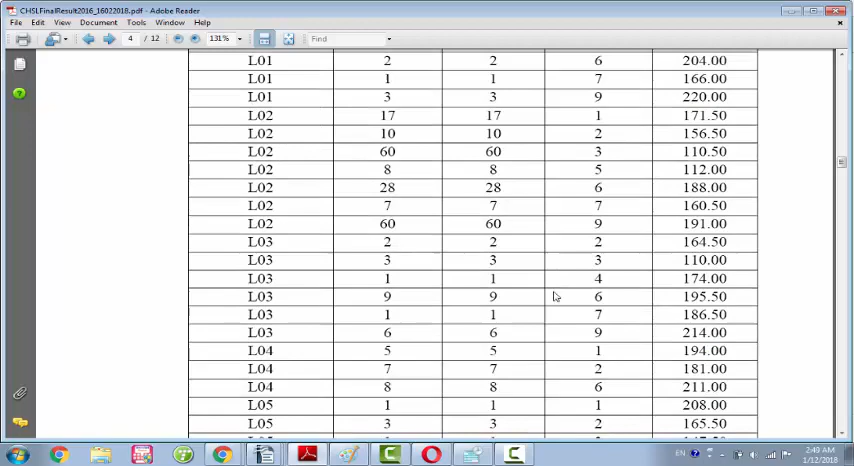 CHSLFinalResult2016_16022018.pdf - Adobe Reader
File Edit View Document Tools Window Help
4 / 12 131% Find
L01 2 2 6 204.00
L01 1 1 7 166.00
L01 3 3 9 220.00
L02 17 17 1 171.50
L02 10 10 2 156.50
L02 60 60 3 110.50
L02 8 8 5 112.00
L02 28 28 6 188.00
L02 7 7 7 160.50
L02 60 60 9 191.00
L03 2 2 2 164.50
L03 3 3 3 110.00
L03 1 1 4 174.00
L03 9 9 6 195.50
L03 1 1 7 186.50
L03 6 6 9 214.00
L04 5 5 1 194.00
L04 7 7 2 181.00
L04 8 8 6 211.00
L05 1 1 1 208.00
L05 3 3 2 165.50
EN 2:49 AM
1/12/2018